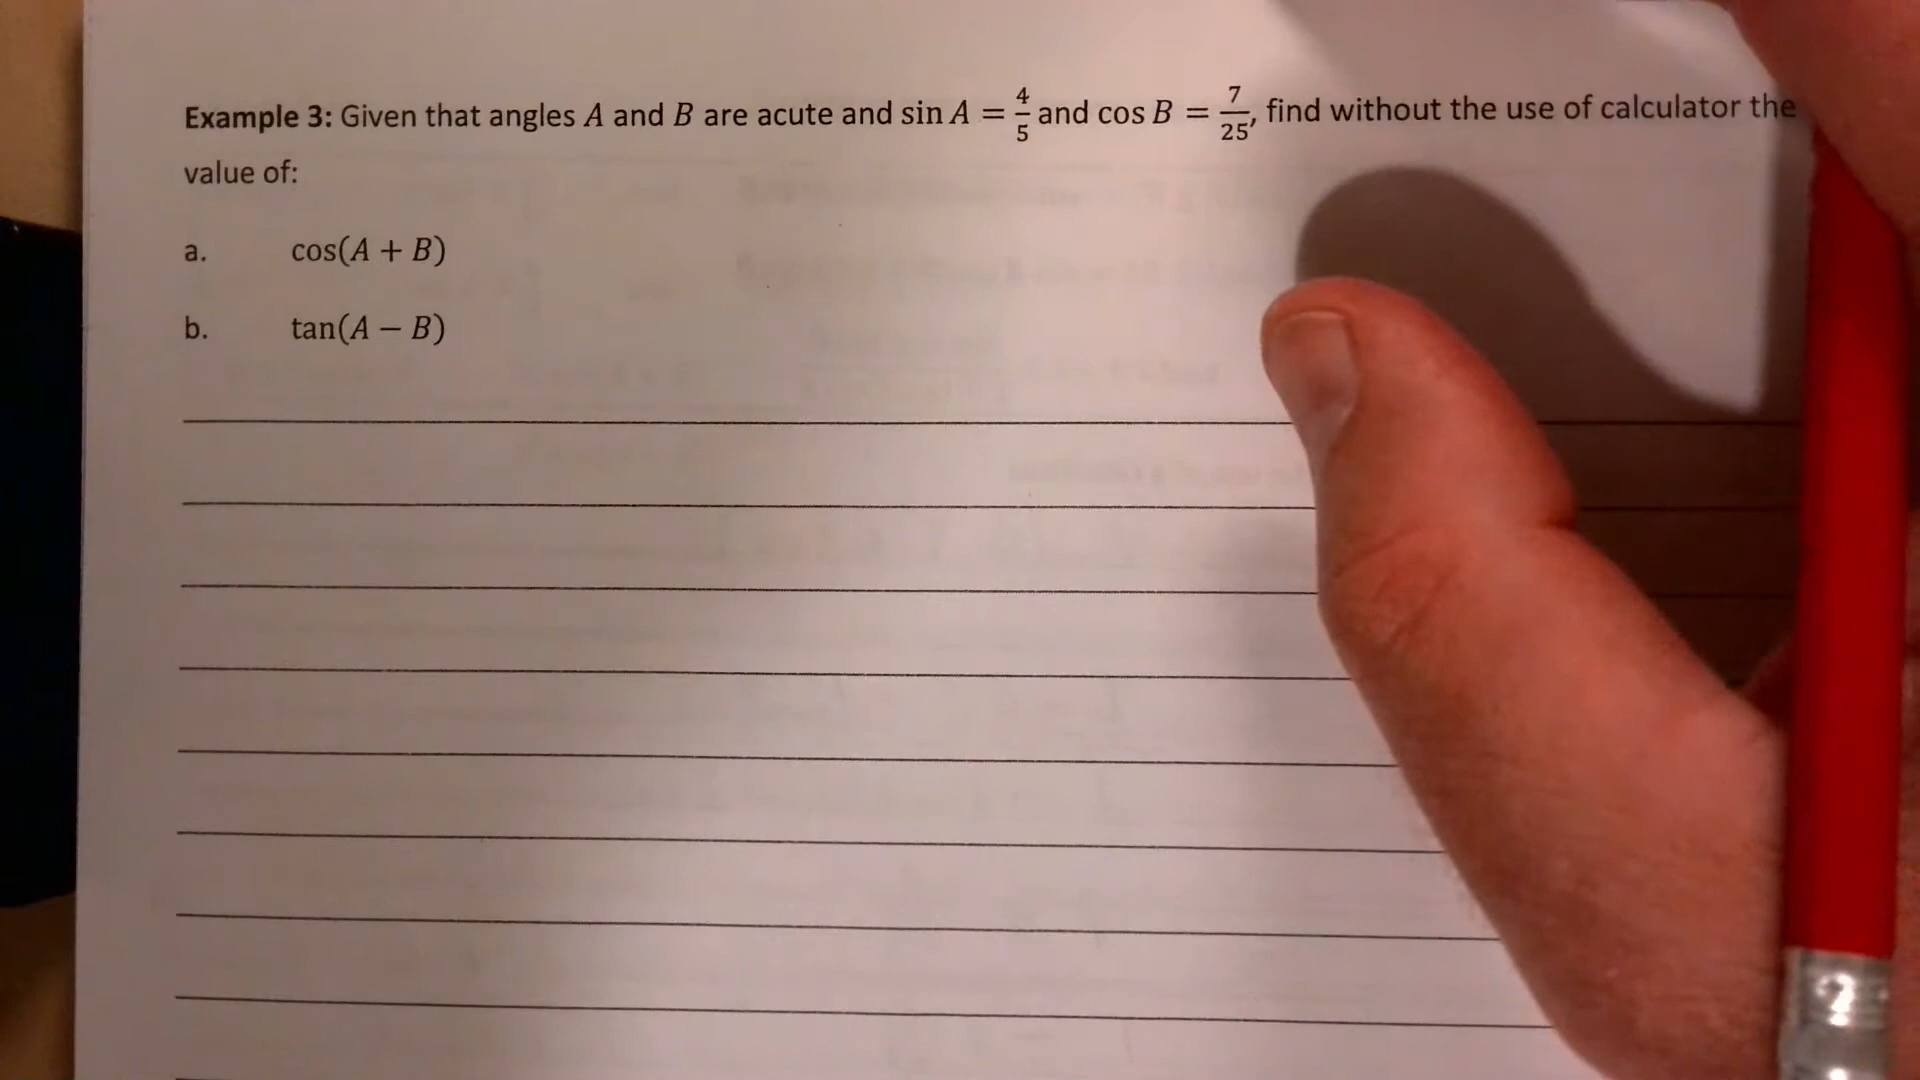 Example 3: Given that angles A and B are acute and sin A = 4/5 and cos B = 7/25, find without the use of calculator the
value of:
a. cos(A + B)
b. tan(A − B)